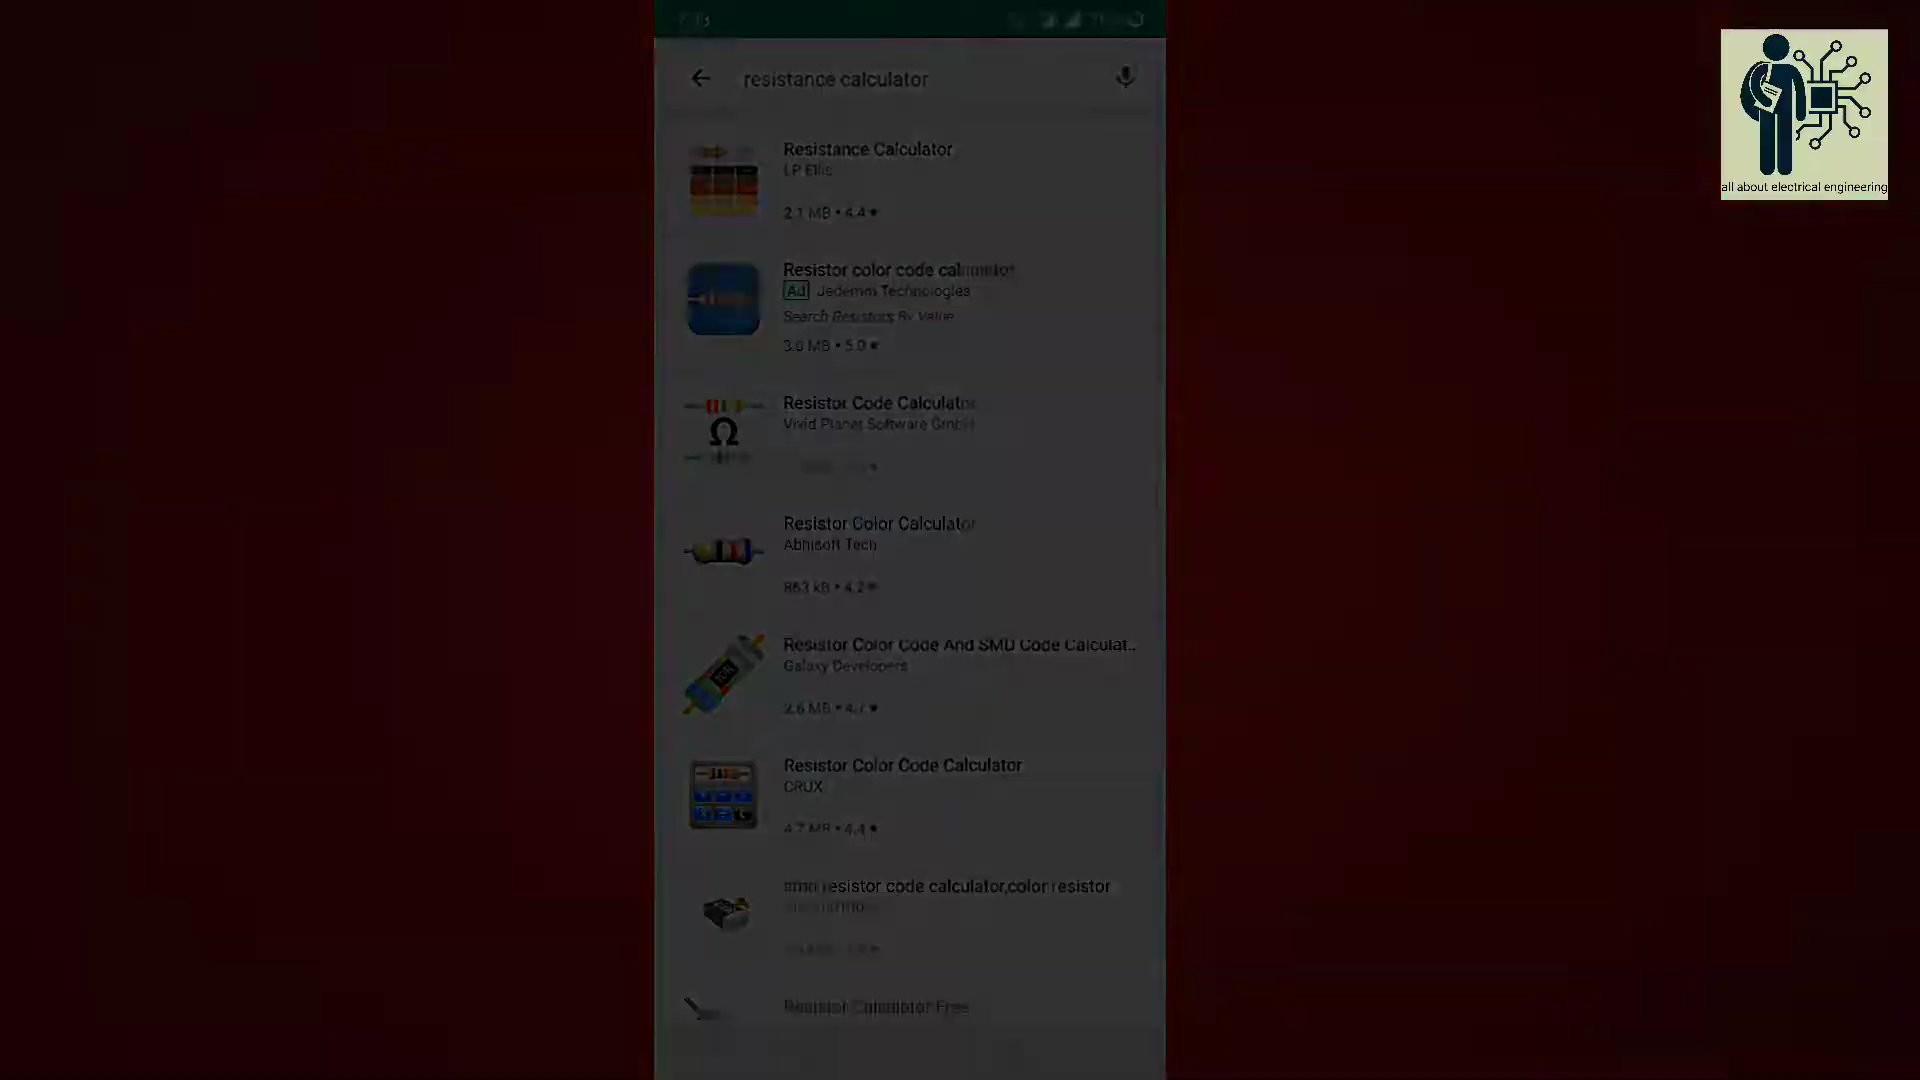 resistance calculator
Resistance Calculator
LP Ellis
2.1 MB • 4.4 ★
Resistor color code calculator
Ad Jedemm Technologies
Search Resistors By Value
3.0 MB • 5.0 ★
Resistor Code Calculator
Vivid Planet Software GmbH
Resistor Color Calculator
Abhisoft Tech
863 kB • 4.2 ★
Resistor Color Code And SMD Code Calculat..
Galaxy Developers
2.6 MB • 4.7 ★
Resistor Color Code Calculator
CRUX
4.7 MB • 4.4 ★
smd resistor code calculator,color resistor
Resistor Calculator Free
all about electrical engineering